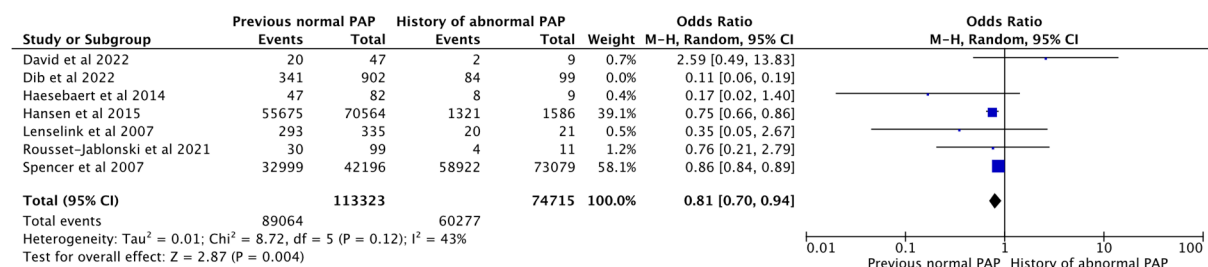 Previous normal PAP History of abnormal PAP Odds Ratio Odds Ratio
Study or Subgroup Events Total Events Total Weight M-H, Random, 95% CI M-H, Random, 95% CI
David et al 2022 20 47 2 9 0.7% 2.59 [0.49, 13.83]
Dib et al 2022 341 902 84 99 0.0% 0.11 [0.06, 0.19]
Haesebaert et al 2014 47 82 8 9 0.4% 0.17 [0.02, 1.40]
Hansen et al 2015 55675 70564 1321 1586 39.1% 0.75 [0.66, 0.86]
Lenselink et al 2007 293 335 20 21 0.5% 0.35 [0.05, 2.67]
Rousset-Jablonski et al 2021 30 99 4 11 1.2% 0.76 [0.21, 2.79]
Spencer et al 2007 32999 42196 58922 73079 58.1% 0.86 [0.84, 0.89]
Total (95% CI) 113323 74715 100.0% 0.81 [0.70, 0.94]
Total events 89064 60277
Heterogeneity: Tau² = 0.01; Chi² = 8.72, df = 5 (P = 0.12); I² = 43%
Test for overall effect: Z = 2.87 (P = 0.004)
0.01 0.1 1 10 100
Previous normal PAP History of abnormal PAP